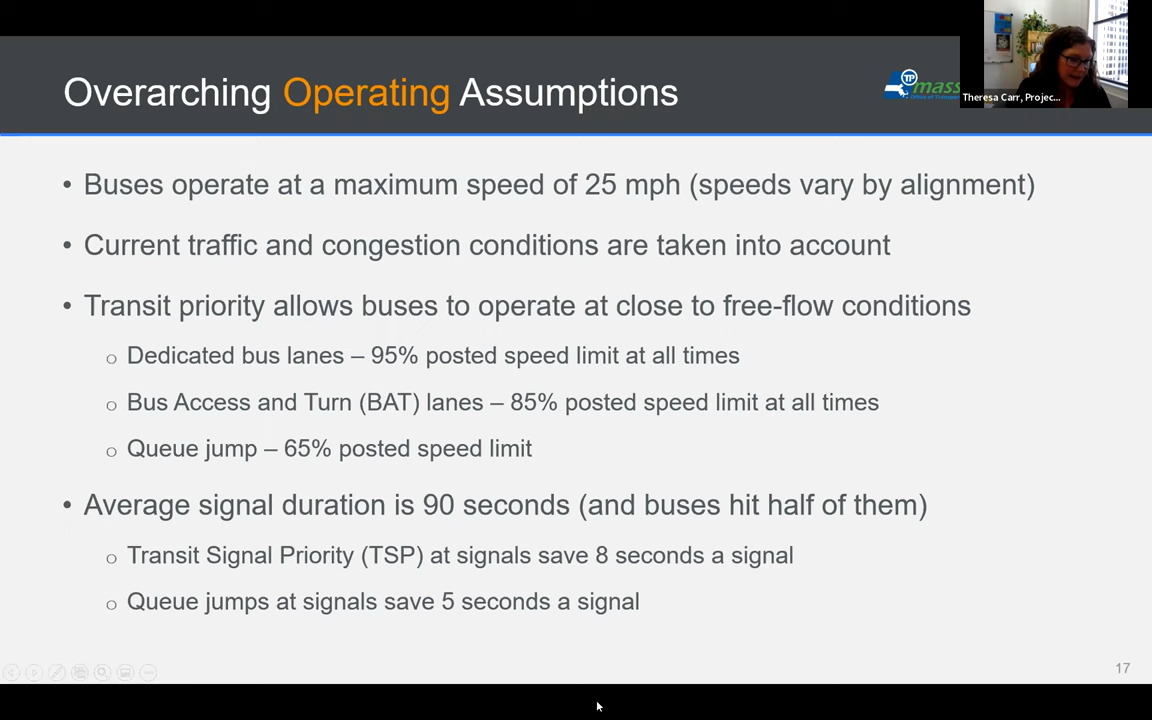 Overarching Operating Assumptions
TP
mass
Theresa Carr, Projec...
• Buses operate at a maximum speed of 25 mph (speeds vary by alignment)
• Current traffic and congestion conditions are taken into account
• Transit priority allows buses to operate at close to free-flow conditions
o Dedicated bus lanes – 95% posted speed limit at all times
o Bus Access and Turn (BAT) lanes – 85% posted speed limit at all times
o Queue jump – 65% posted speed limit
• Average signal duration is 90 seconds (and buses hit half of them)
o Transit Signal Priority (TSP) at signals save 8 seconds a signal
o Queue jumps at signals save 5 seconds a signal
17